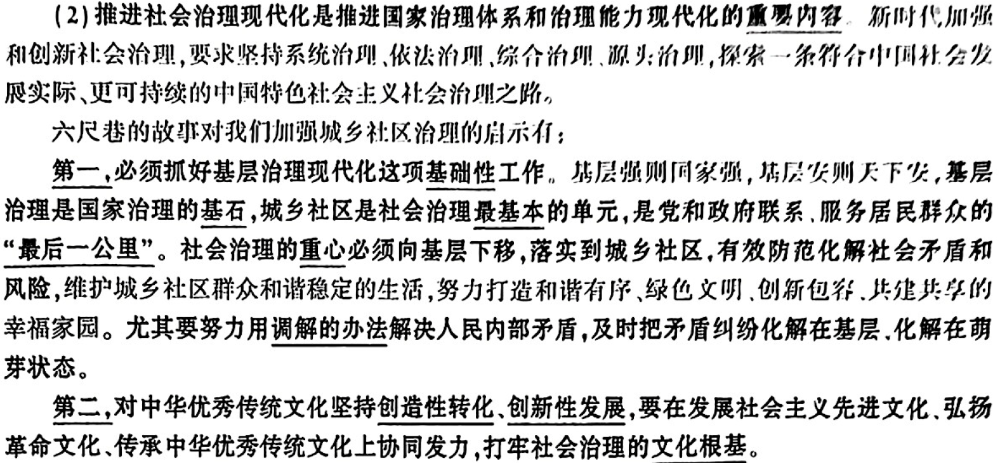 (2)推进社会治理现代化是推进国家治理体系和治理能力现代化的重要内容。新时代,加强
和创新社会治理,要求坚持系统治理、依法治理、综合治理、源头治理,探索一条符合中国社会发
展实际、更可持续的中国特色社会主义社会治理之路。
六尺巷的故事对我们加强城乡社区治理的启示有:
第一,必须抓好基层治理现代化这项基础性工作。基层强则国家强,基层安则天下安,基层
治理是国家治理的基石,城乡社区是社会治理最基本的单元,是党和政府联系、服务居民群众的
“最后一公里”。社会治理的重心必须向基层下移,落实到城乡社区,有效防范化解社会矛盾和
风险,维护城乡社区群众和谐稳定的生活,努力打造和谐有序、绿色文明、创新包容、共建共享的
幸福家园。尤其要努力用调解的办法解决人民内部矛盾,及时把矛盾纠纷化解在基层、化解在萌
芽状态。
第二,对中华优秀传统文化坚持创造性转化、创新性发展,要在发展社会主义先进文化、弘扬
革命文化、传承中华优秀传统文化上协同发力,打牢社会治理的文化根基。